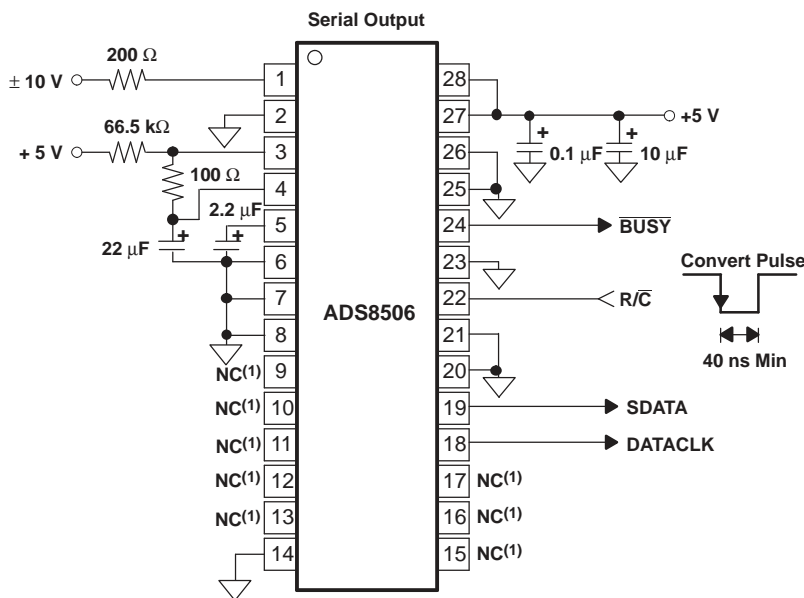 Serial Output
200 Ω
± 10 V
1
28
2
27
+5 V
66.5 kΩ
+ 5 V
3
26
0.1 µF
10 µF
100 Ω
4
25
2.2 µF
5
24
B̅U̅S̅Y̅
22 µF
6
23
Convert Pulse
7
22
R/C̅
ADS8506
8
21
40 ns Min
NC(1)
9
20
NC(1)
10
19
SDATA
NC(1)
11
18
DATACLK
NC(1)
12
17
NC(1)
NC(1)
13
16
NC(1)
14
15
NC(1)